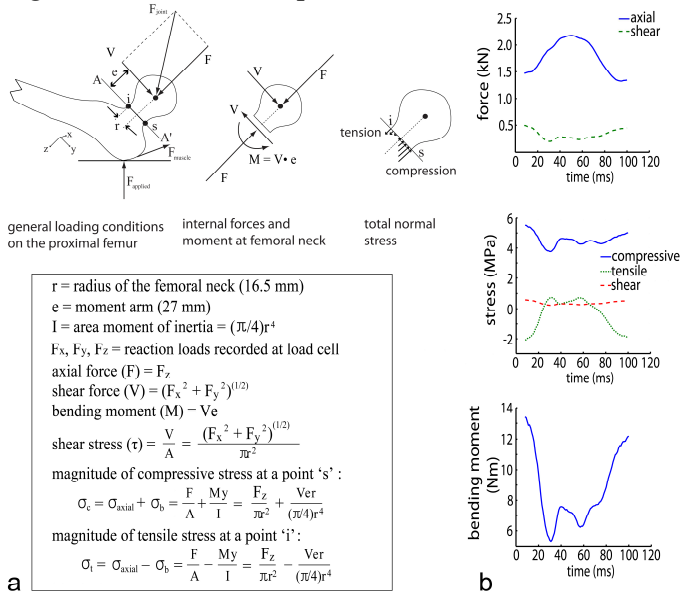 F joint
V
e
F
A
i
r
s
A'
z
x
y
F muscle
F applied
V
F
V
M = V• e
F
i
tension
s
compression
general loading conditions
on the proximal femur
internal forces and
moment at femoral neck
total normal
stress
r = radius of the femoral neck (16.5 mm)
e = moment arm (27 mm)
I = area moment of inertia = (π/4)r⁴
Fx, Fy, Fz = reaction loads recorded at load cell
axial force (F) = Fz
shear force (V) = (Fx² + Fy²)^(1/2)
bending moment (M) = Ve
shear stress (τ) = V/A = (Fx² + Fy²)^(1/2) / πr²
magnitude of compressive stress at a point 's' :
σc = σaxial + σb = F/A + My/I = Fz/πr² + Ver/(π/4)r⁴
magnitude of tensile stress at a point 'i':
σt = σaxial − σb = F/A − My/I = Fz/πr² − Ver/(π/4)r⁴
a
axial
shear
force (kN)
2.5
2.0
1.5
1.0
0.5
0 20 40 60 80 100 120
time (ms)
compressive
tensile
shear
stress (MPa)
6
4
2
0
-2
0 20 40 60 80 100 120
time (ms)
bending moment
(Nm)
14
12
10
8
6
0 20 40 60 80 100 120
time (ms)
b